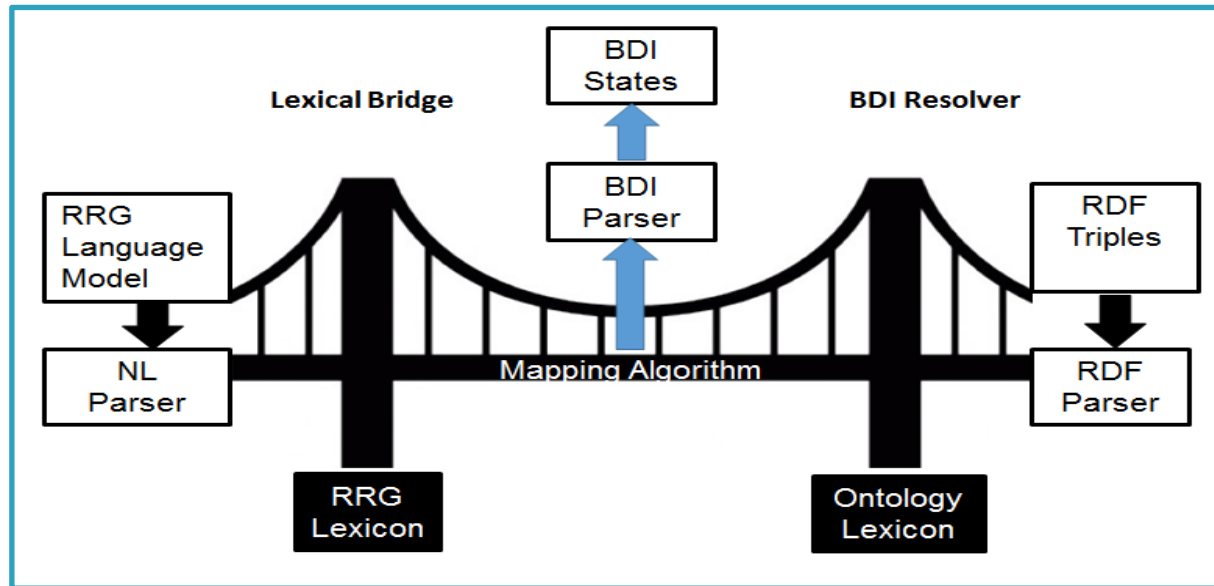 BDI
States
Lexical Bridge
BDI Resolver
BDI
Parser
RRG
Language
Model
RDF
Triples
NL
Parser
Mapping Algorithm
RDF
Parser
RRG
Lexicon
Ontology
Lexicon